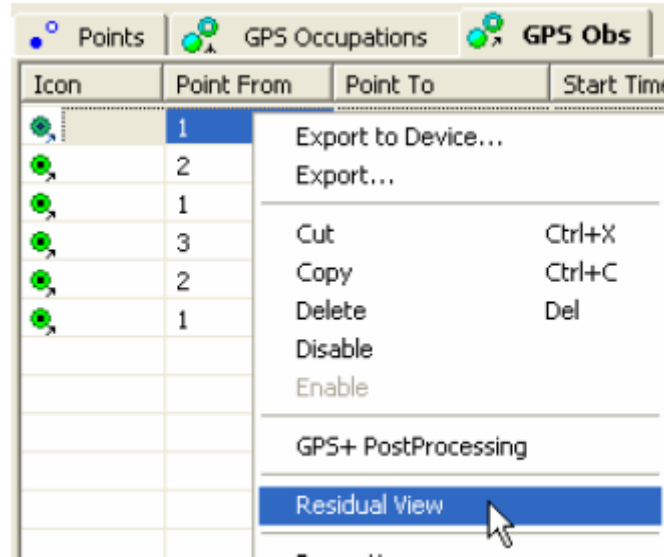 Points GPS Occupations GPS Obs
Icon Point From Point To Start Time
1
2
1
3
2
1
Export to Device...
Export...
Cut Ctrl+X
Copy Ctrl+C
Delete Del
Disable
Enable
GPS+ PostProcessing
Residual View